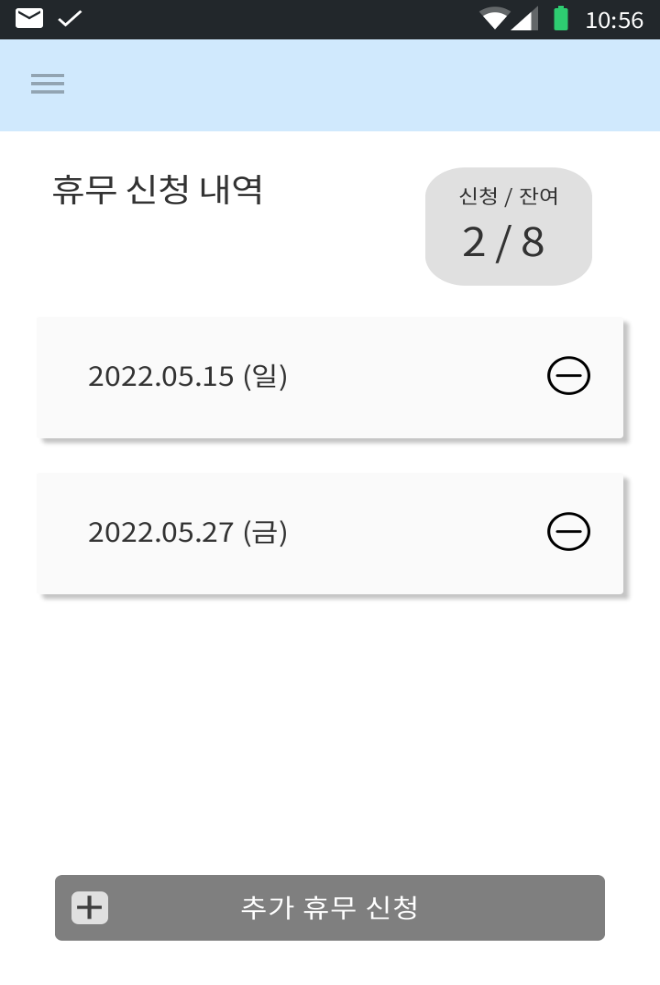 10:56
휴무 신청 내역
신청 / 잔여
2 / 8
2022.05.15 (일)
2022.05.27 (금)
추가 휴무 신청